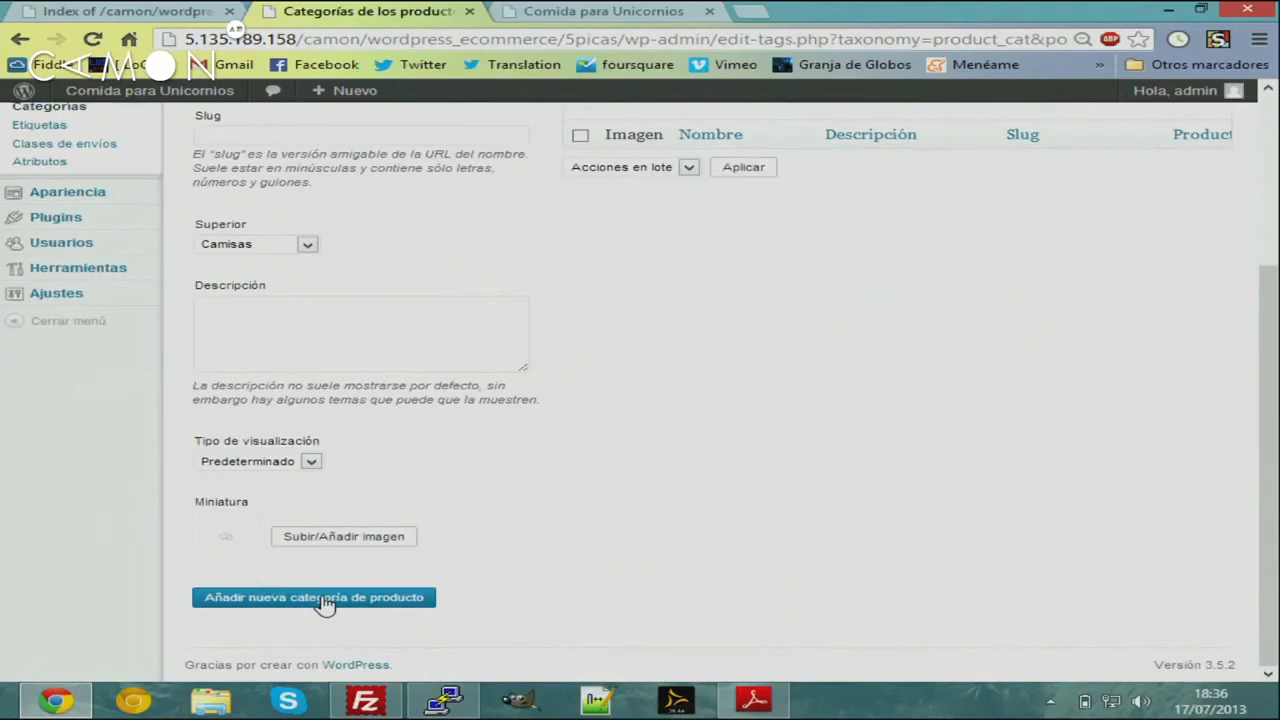 Index of /camon/wordpre
Categorías de los product
Comida para Unicornios
5.135.189.158/camon/wordpress_ecommerce/5picas/wp-admin/edit-tags.php?taxonomy=product_cat&po
CAMON
Gmail
Facebook
Twitter
Translation
foursquare
Vimeo
Granja de Globos
Menéame
»
Otros marcadores
Comida para Unicornios
+ Nuevo
Hola, admin
Categorías
Etiquetas
Clases de envíos
Atributos
Apariencia
Plugins
Usuarios
Herramientas
Ajustes
Cerrar menú
Slug
El "slug" es la versión amigable de la URL del nombre.
Suele estar en minúsculas y contiene sólo letras,
números y guiones.
Superior
Camisas
Descripción
La descripción no suele mostrarse por defecto, sin
embargo hay algunos temas que puede que la muestren.
Tipo de visualización
Predeterminado
Miniatura
Subir/Añadir imagen
Añadir nueva categoría de producto
Imagen Nombre Descripción Slug Product
Acciones en lote
Aplicar
Gracias por crear con WordPress.
Versión 3.5.2
18:36
17/07/2013